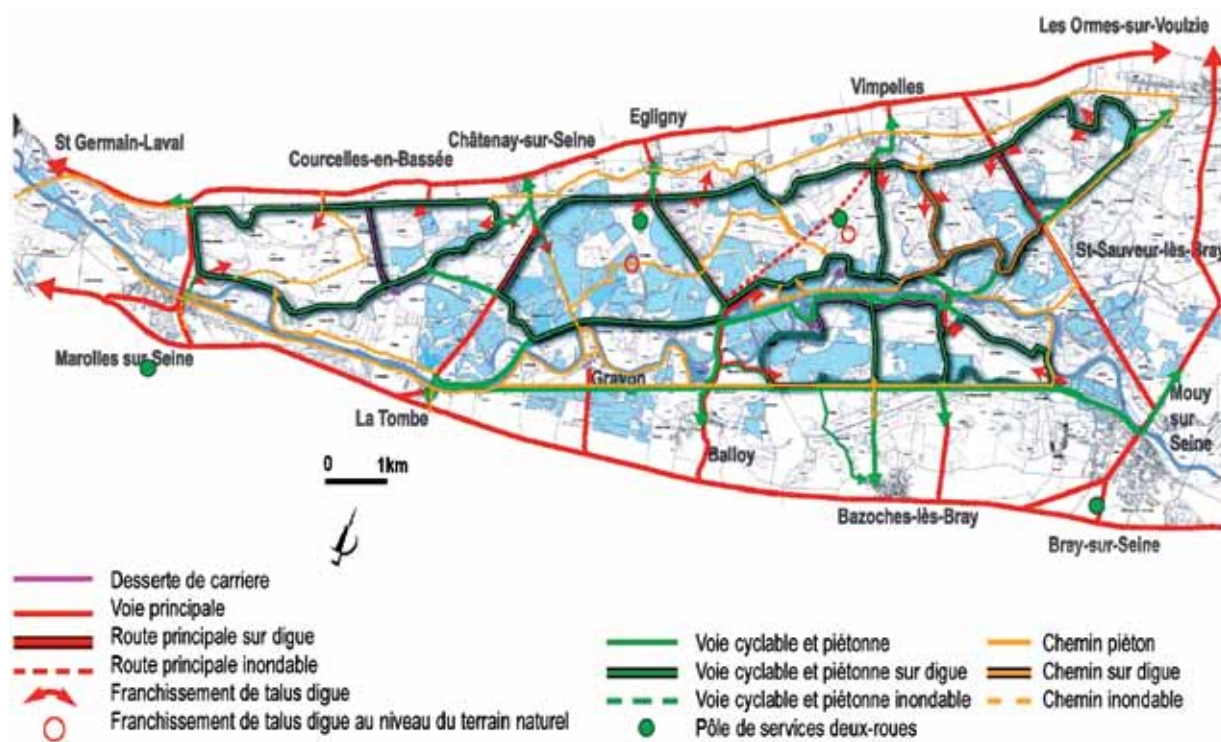 Les Ormes-sur-Voulzie
Vimpelles
Egligny
Châtenay-sur-Seine
St Germain-Laval
Courcelles-en-Bassée
St-Sauveur-lès-Bray
Marolles sur Seine
Gravon
Mouy
sur
Seine
La Tombe
Balloy
0 1km
Bazoches-lès-Bray
Bray-sur-Seine
Desserte de carriere
Voie principale
Route principale sur digue
Route principale inondable
Franchissement de talus digue
Franchissement de talus digue au niveau du terrain naturel
Voie cyclable et piétonne
Voie cyclable et piétonne sur digue
Voie cyclable et piétonne inondable
Pôle de services deux-roues
Chemin piéton
Chemin sur digue
Chemin inondable